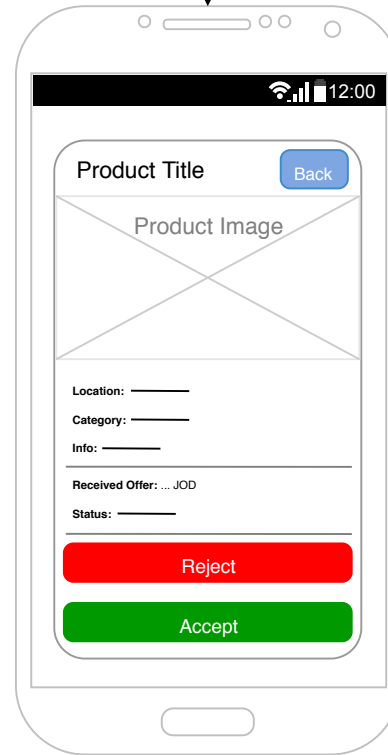 12:00
Product Title
Back
Product Image
Location:
Category:
Info:
Received Offer: ... JOD
Status:
Reject
Accept